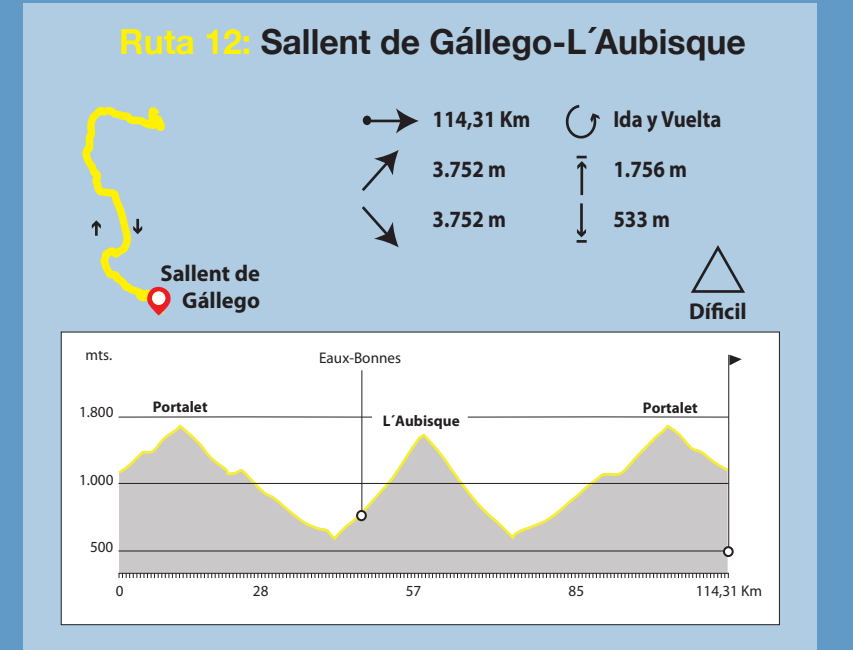 Ruta 12: Sallent de Gállego-L´Aubisque
114,31 Km
Ida y Vuelta
3.752 m
1.756 m
3.752 m
533 m
Sallent de
Gállego
Díficil
mts.
Eaux-Bonnes
1.800
Portalet
L´Aubisque
Portalet
1.000
500
0
28
57
85
114,31 Km